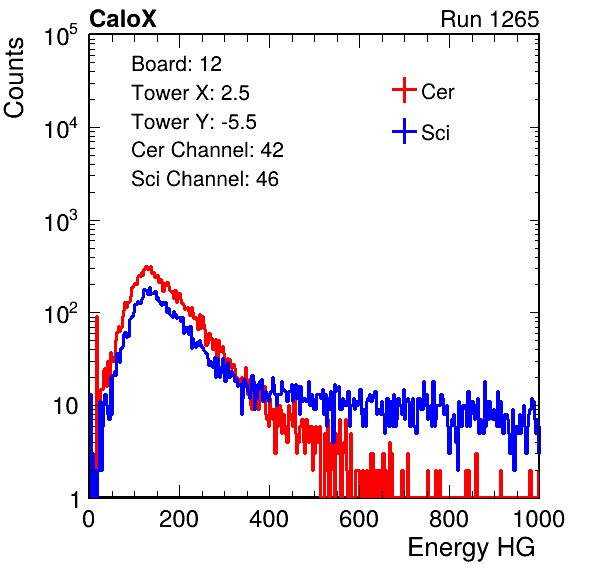 CaloX Run 1265
Counts
Board: 12
Tower X: 2.5
Tower Y: -5.5
Cer Channel: 42
Sci Channel: 46
Cer
Sci
10^5
10^4
10^3
10^2
10
1
0 200 400 600 800 1000
Energy HG